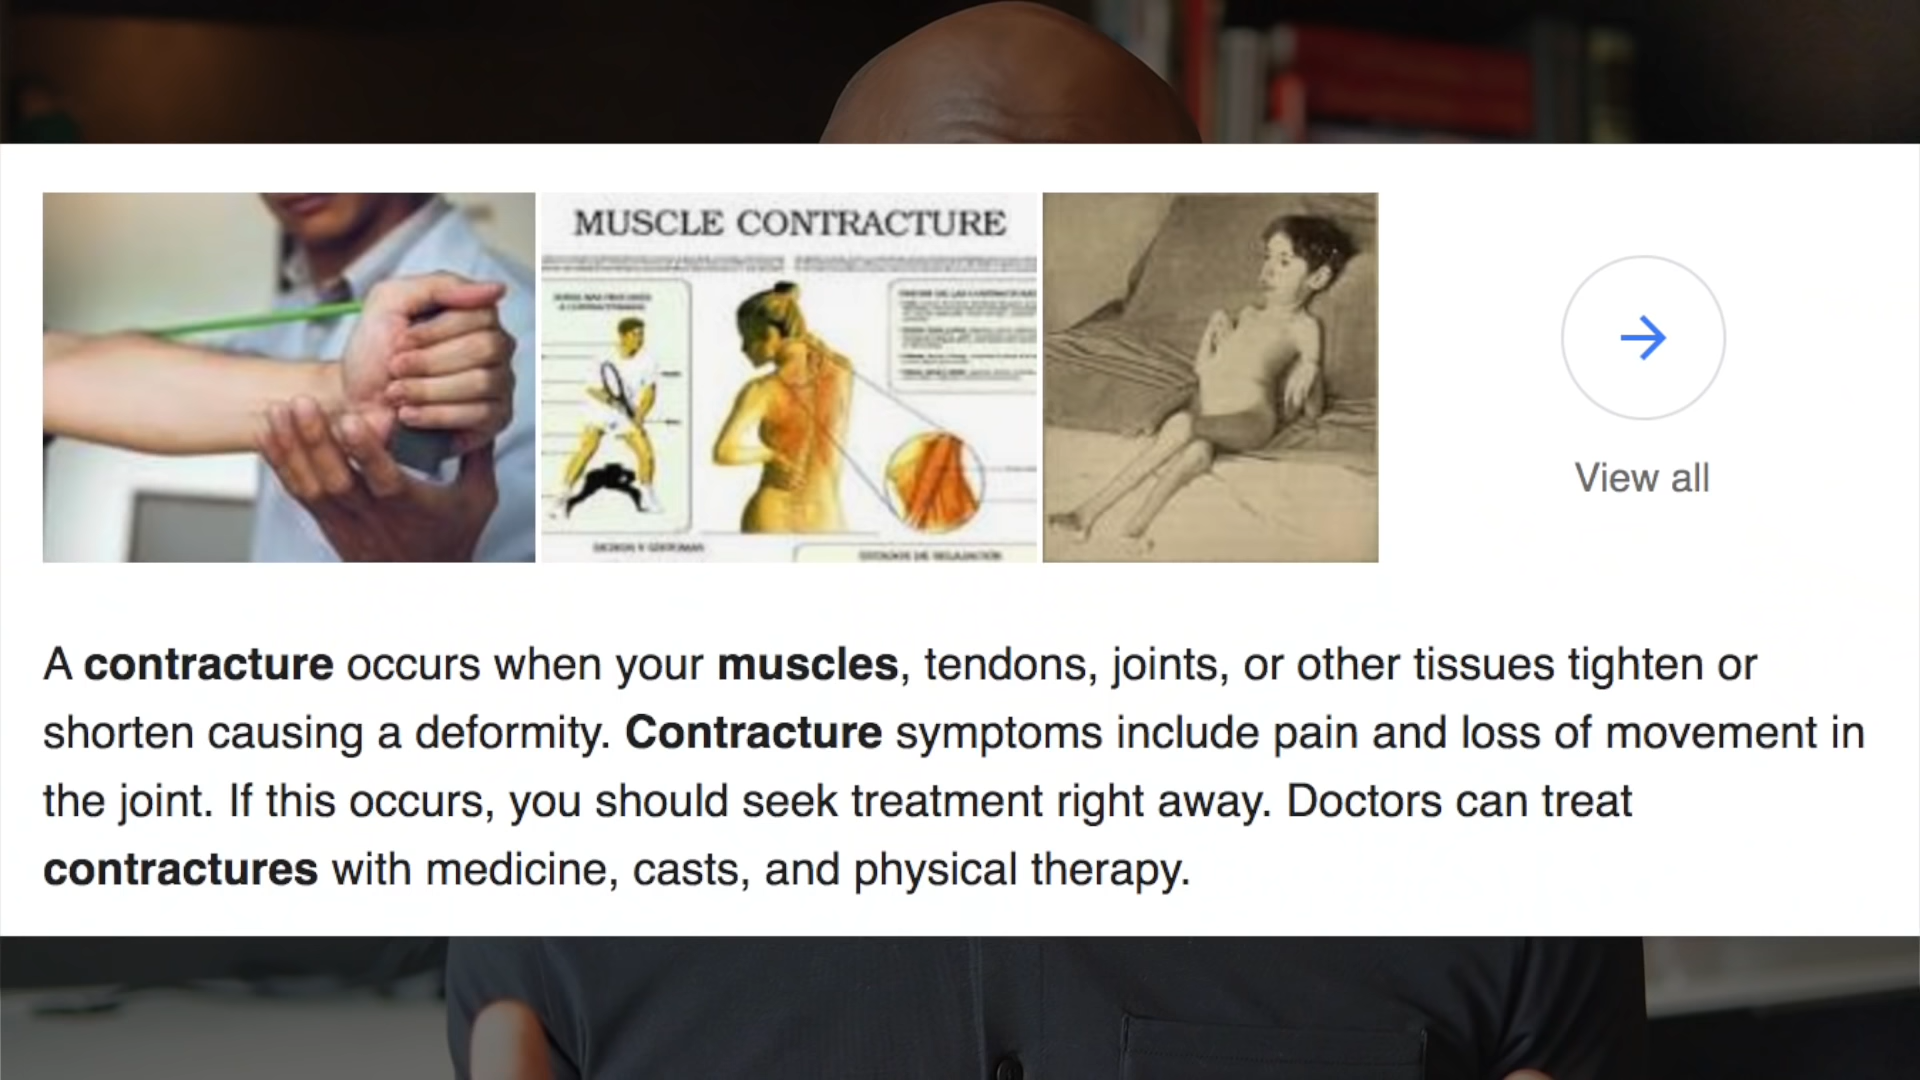 MUSCLE CONTRACTURE
View all
A contracture occurs when your muscles, tendons, joints, or other tissues tighten or
shorten causing a deformity. Contracture symptoms include pain and loss of movement in
the joint. If this occurs, you should seek treatment right away. Doctors can treat
contractures with medicine, casts, and physical therapy.